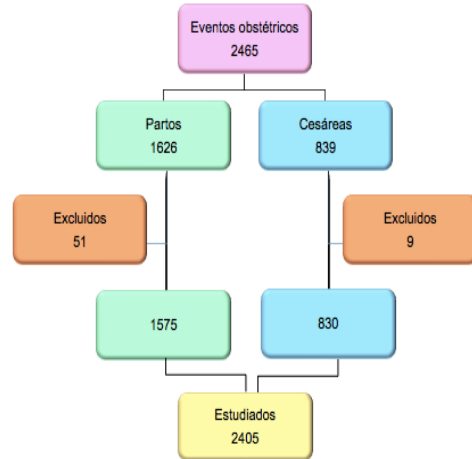 Eventos obstétricos
2465
Partos
1626
Cesáreas
839
Excluidos
51
Excluidos
9
1575
830
Estudiados
2405